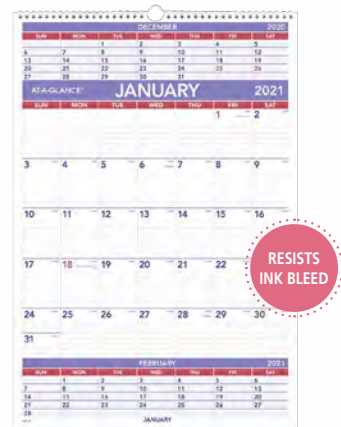 DECEMBER 2020
SUN MON TUE WED THU FRI SAT
1 2 3 4 5
6 7 8 9 10 11 12
13 14 15 16 17 18 19
20 21 22 23 24 25 26
27 28 29 30 31
AT-A-GLANCE® JANUARY 2021
SUN MON TUE WED THU FRI SAT
1 2
3 4 5 6 7 8 9
10 11 12 13 14 15 16
RESISTS
INK BLEED
17 18 19 20 21 22
24 25 26 27 28 29 30
31
FEBRUARY 2021
SUN MON TUE WED THU FRI SAT
1 2 3 4 5 6
7 8 9 10 11 12 13
14 15 16 17 18 19 20
21 22 23 24 25 26 27
28
JANUARY